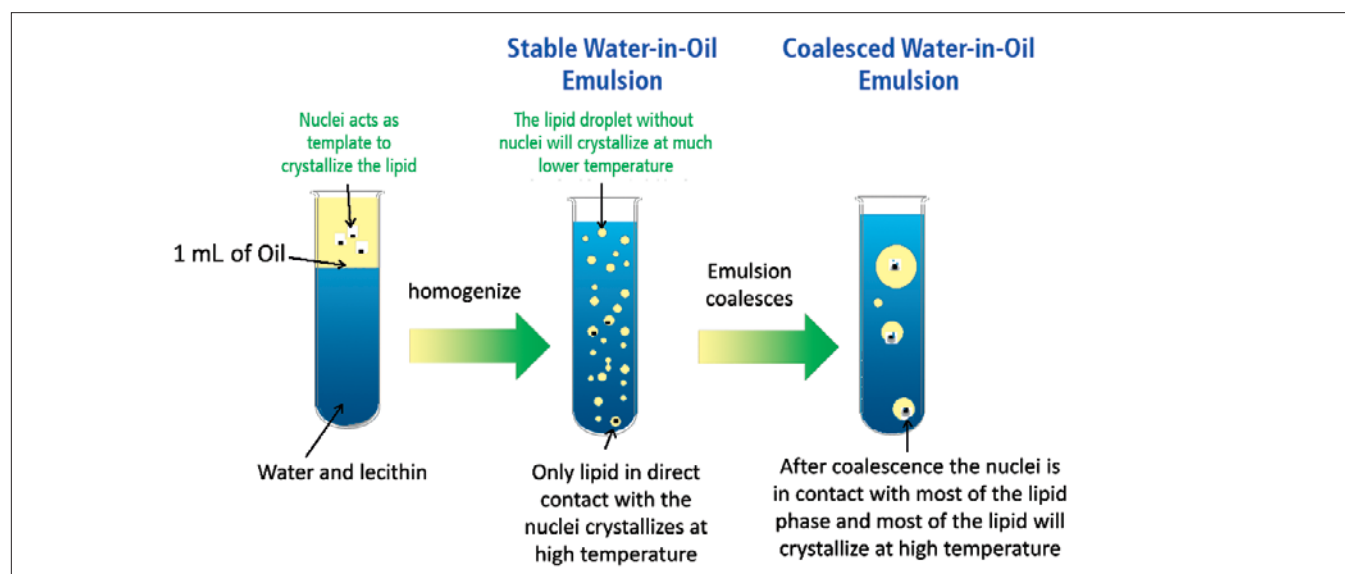 Stable Water-in-Oil
Emulsion
Coalesced Water-in-Oil
Emulsion
Nuclei acts as
template to
crystallize the lipid
The lipid droplet without
nuclei will crystallize at much
lower temperature
1 mL of Oil
homogenize
Emulsion
coalesces
Water and lecithin
Only lipid in direct
contact with the
nuclei crystallizes at
high temperature
After coalescence the nuclei is
in contact with most of the lipid
phase and most of the lipid will
crystallize at high temperature